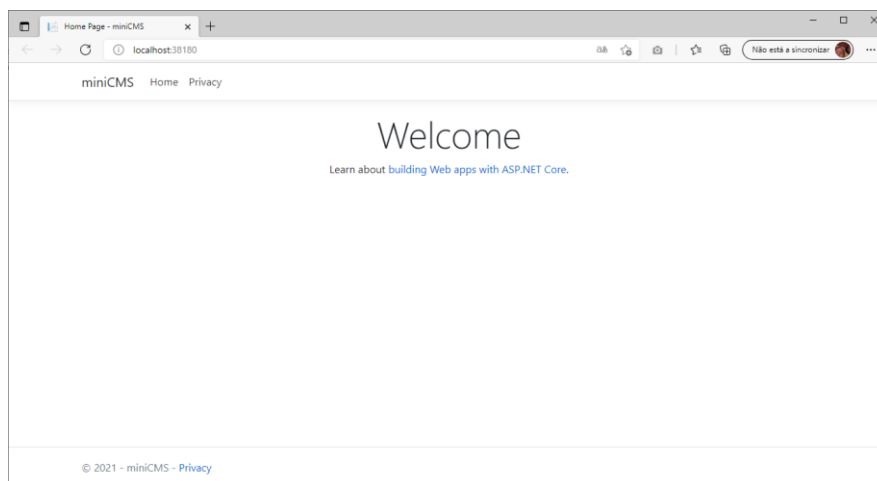 Home Page - miniCMS
localhost:38180
Não está a sincronizar
miniCMS Home Privacy
Welcome
Learn about building Web apps with ASP.NET Core.
© 2021 - miniCMS - Privacy